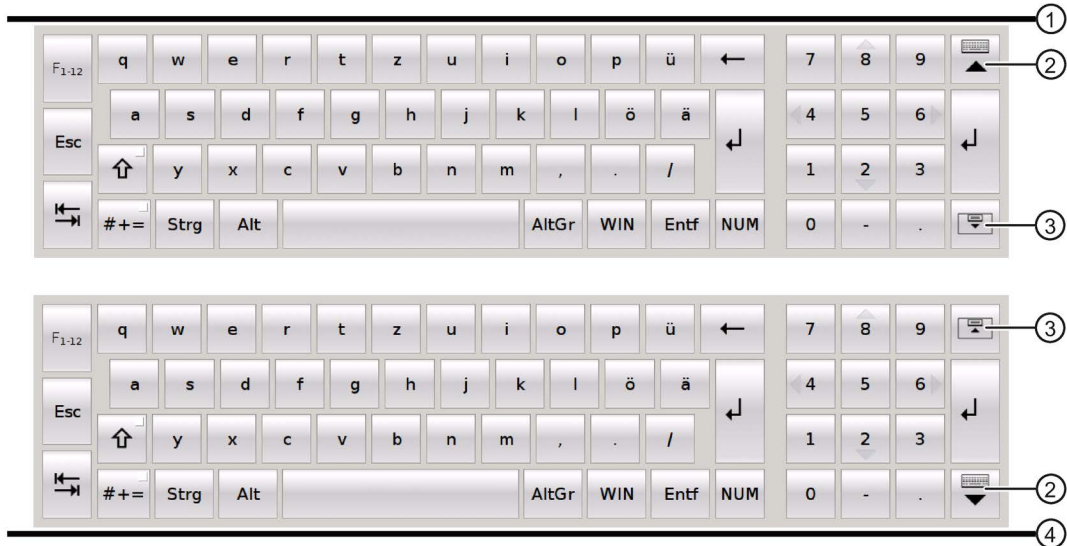 1
F1-12 q w e r t z u i o p ü ← 7 8 9
2
Esc a s d f g h j k l ö ä ↵ 4 5 6 ↵
⇧ y x c v b n m , . / 1 2 3
#+= Strg Alt AltGr WIN Entf NUM 0 - .
3
F1-12 q w e r t z u i o p ü ← 7 8 9
3
Esc a s d f g h j k l ö ä ↵ 4 5 6 ↵
⇧ y x c v b n m , . / 1 2 3
#+= Strg Alt AltGr WIN Entf NUM 0 - .
2
4